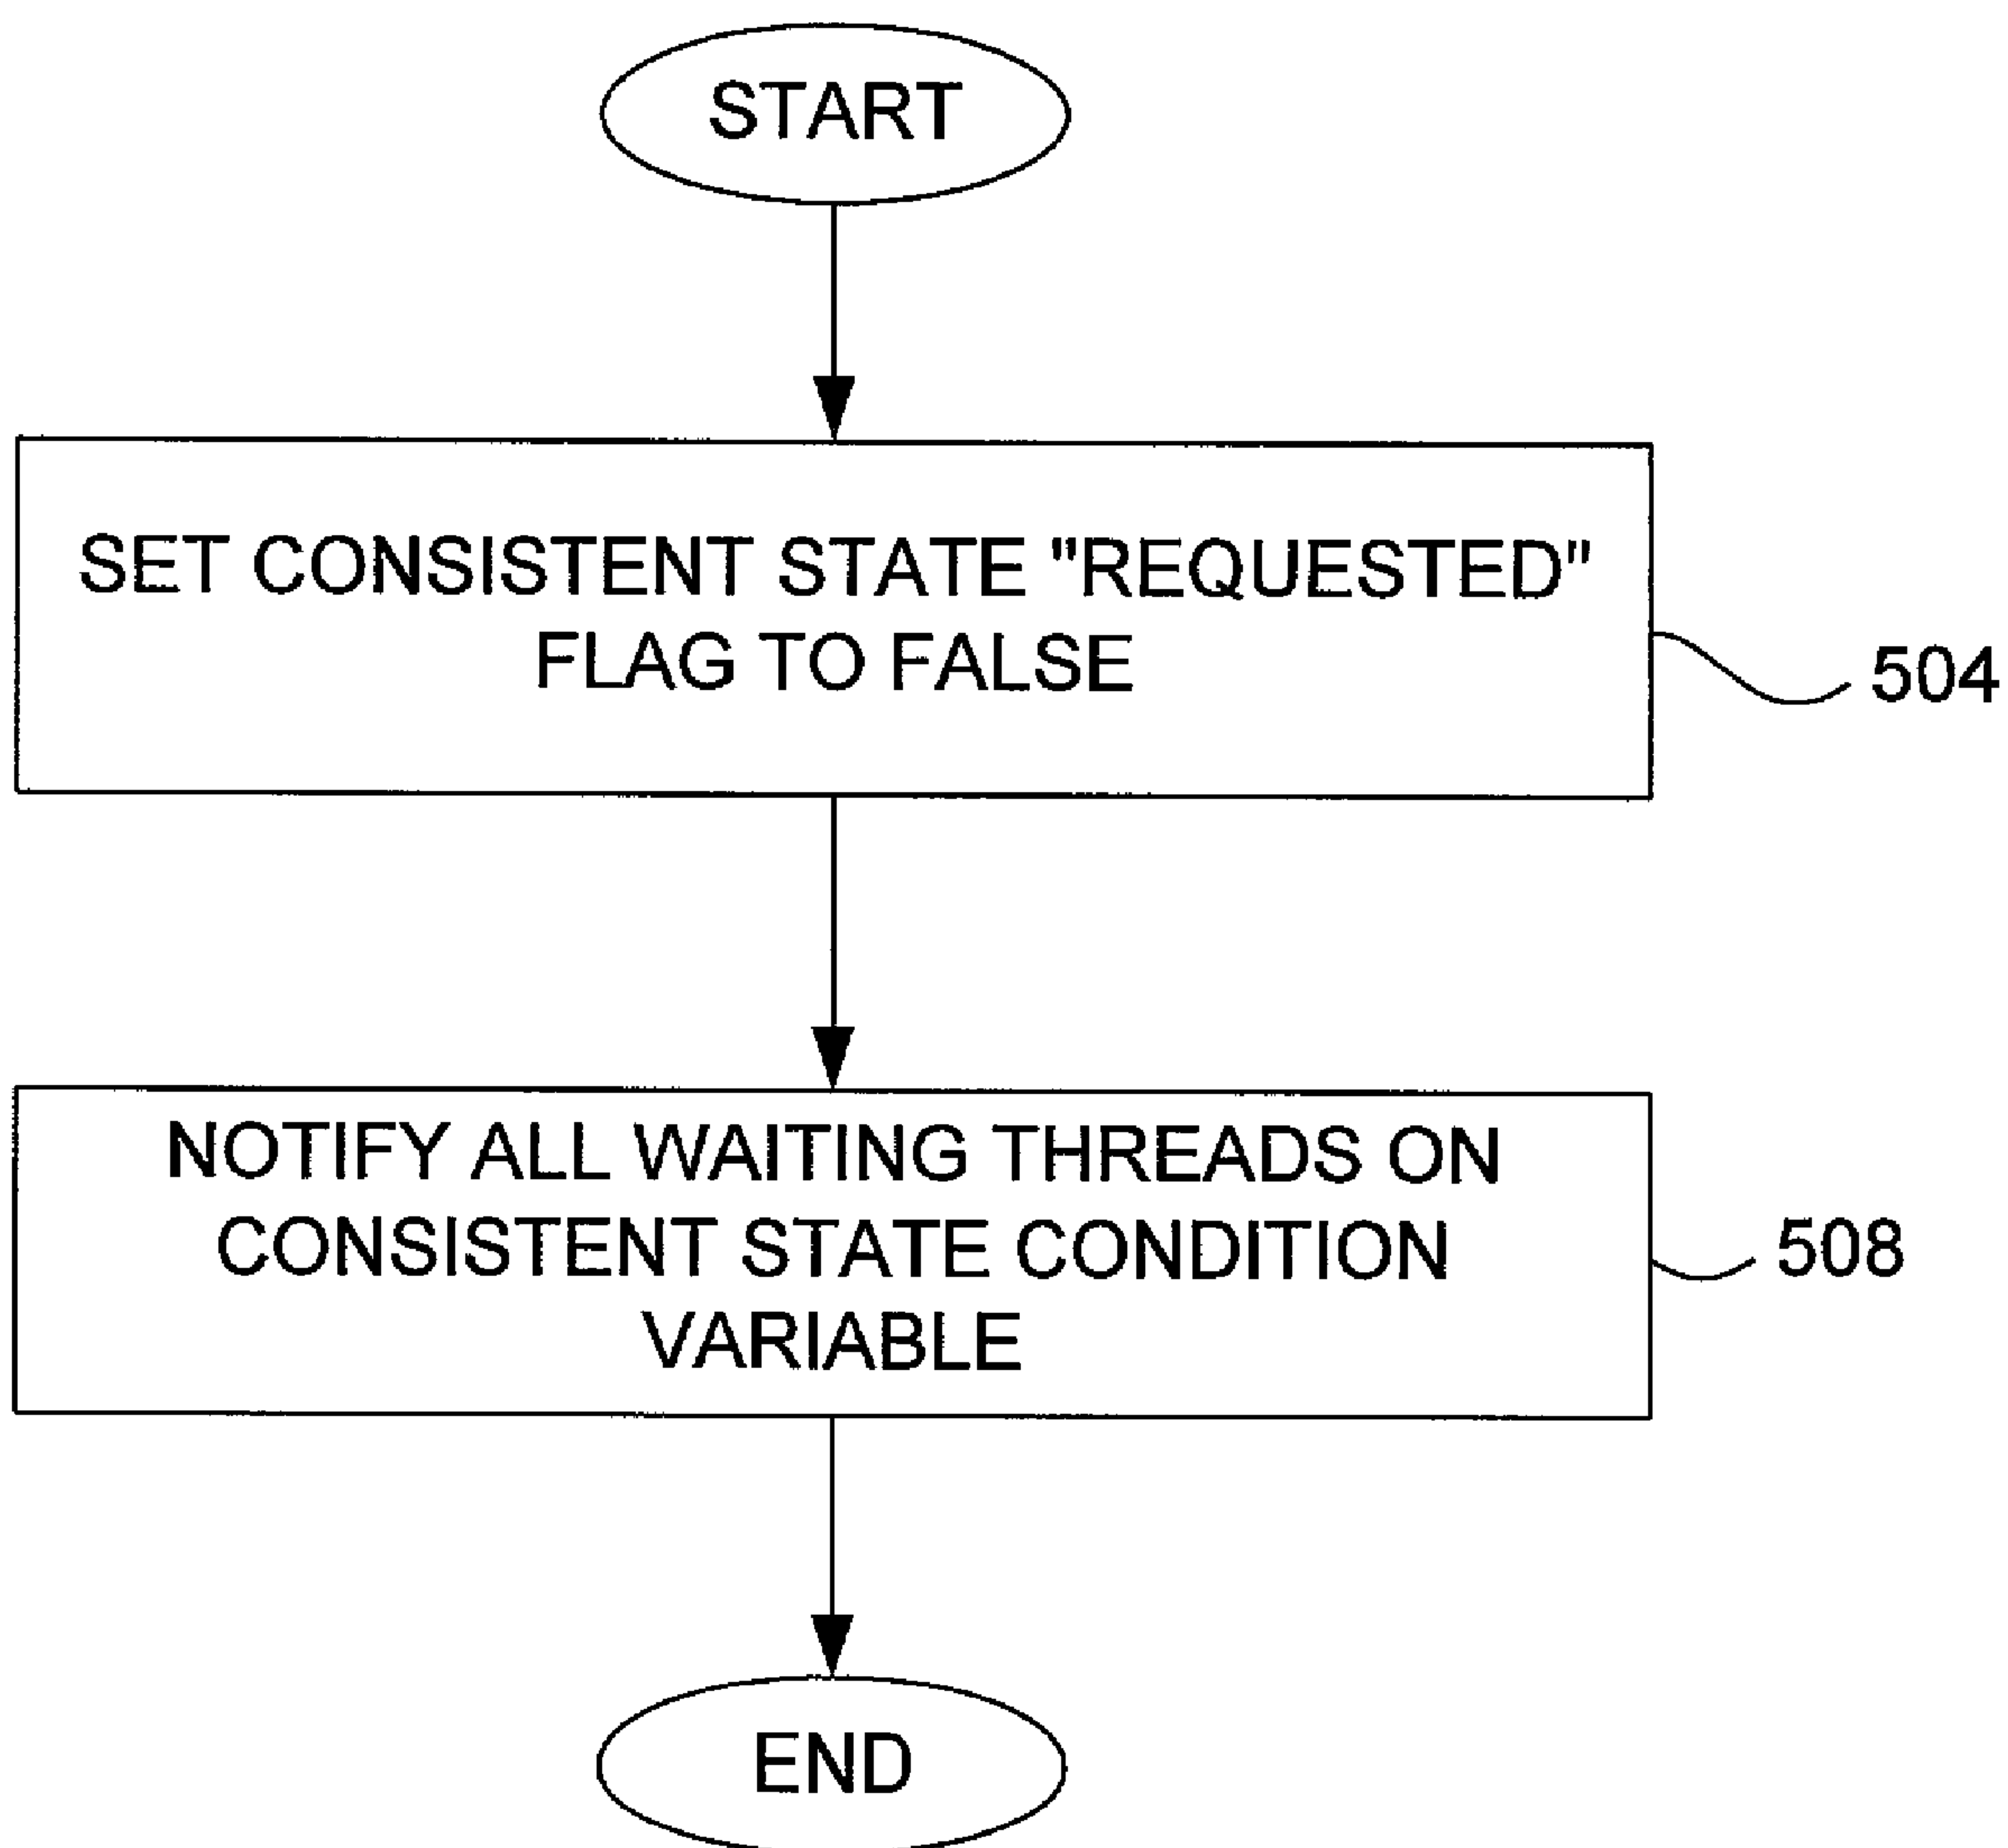 START
SET CONSISTENT STATE "REQUESTED"
FLAG TO FALSE
504
NOTIFY ALL WAITING THREADS ON
CONSISTENT STATE CONDITION
VARIABLE
508
END